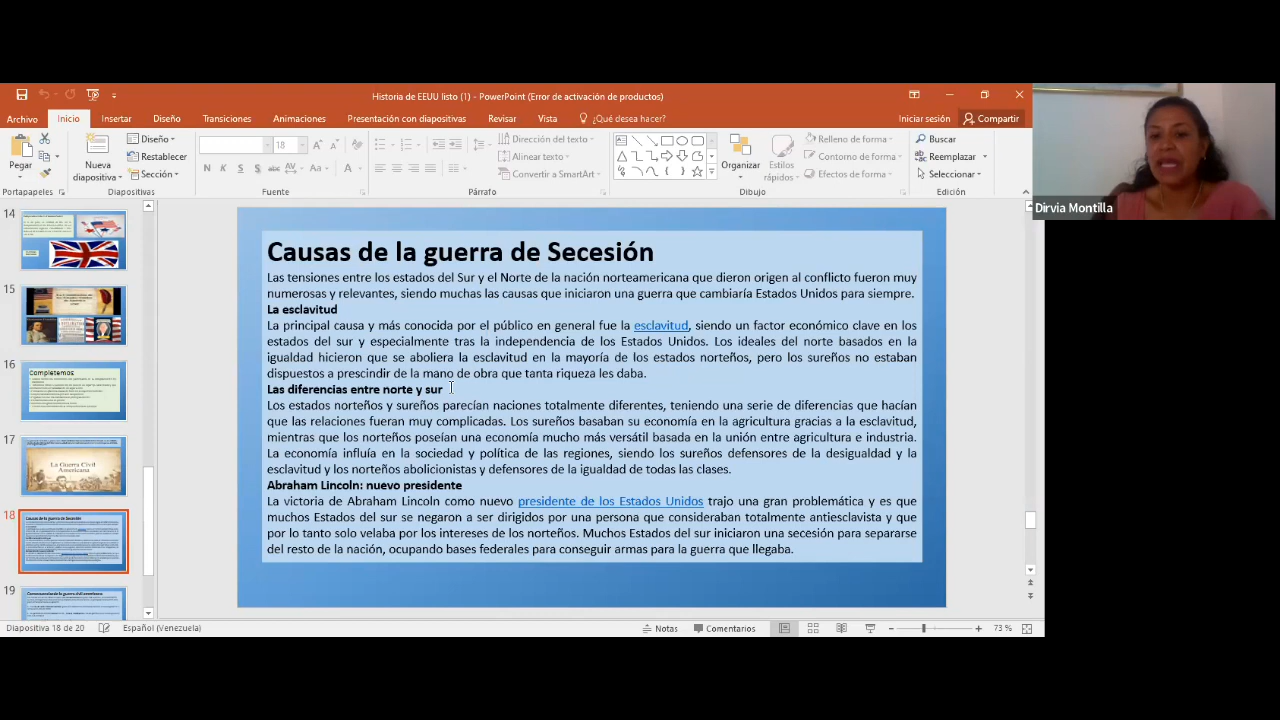 Historia de EEUU listo (1) - PowerPoint (Error de activación de productos)
Archivo Inicio Insertar Diseño Transiciones Animaciones Presentación con diapositivas Revisar Vista ¿Qué desea hacer? Iniciar sesión Compartir
Pegar
Portapapeles
Nueva diapositiva
Diseño
Restablecer
Sección
Diapositivas
18
N K S abc AV Aa A
Fuente
Dirección del texto
Alinear texto
Convertir a SmartArt
Párrafo
Organizar
Estilos rápidos
Relleno de forma
Contorno de forma
Efectos de forma
Dibujo
Buscar
Reemplazar
Seleccionar
Edición
Dirvia Montilla
14
15
16
Completemos:
17
La Guerra Civil
Americana
18
Causas de la guerra de Secesión
19
Causas de la guerra de Secesión
Las tensiones entre los estados del Sur y el Norte de la nación norteamericana que dieron origen al conflicto fueron muy
numerosas y relevantes, siendo muchas las causas que iniciaron una guerra que cambiaría Estados Unidos para siempre.
La esclavitud
La principal causa y más conocida por el público en general fue la esclavitud, siendo un factor económico clave en los
estados del sur y especialmente tras la independencia de los Estados Unidos. Los ideales del norte basados en la
igualdad hicieron que se aboliera la esclavitud en la mayoría de los estados norteños, pero los sureños no estaban
dispuestos a prescindir de la mano de obra que tanta riqueza les daba.
Las diferencias entre norte y sur
Los estados norteños y sureños parecían naciones totalmente diferentes, teniendo una serie de diferencias que hacían
que las relaciones fueran muy complicadas. Los sureños basaban su economía en la agricultura gracias a la esclavitud,
mientras que los norteños poseían una economía mucho más versátil basada en la unión entre agricultura e industria.
La economía influía en la sociedad y política de las regiones, siendo los sureños defensores de la desigualdad y la
esclavitud y los norteños abolicionistas y defensores de la igualdad de todas las clases.
Abraham Lincoln: nuevo presidente
La victoria de Abraham Lincoln como nuevo presidente de los Estados Unidos trajo una gran problemática y es que
muchos Estados del sur se negaron a ser dirigidos por una persona que consideraban totalmente antiesclavista y que
por lo tanto solo miraba por los intereses norteños. Muchos Estados del sur iniciaron una secesión para separarse
del resto de la nación, ocupando bases militares para conseguir armas para la guerra que llegaba.
Diapositiva 18 de 20 Español (Venezuela) Notas Comentarios 73 %